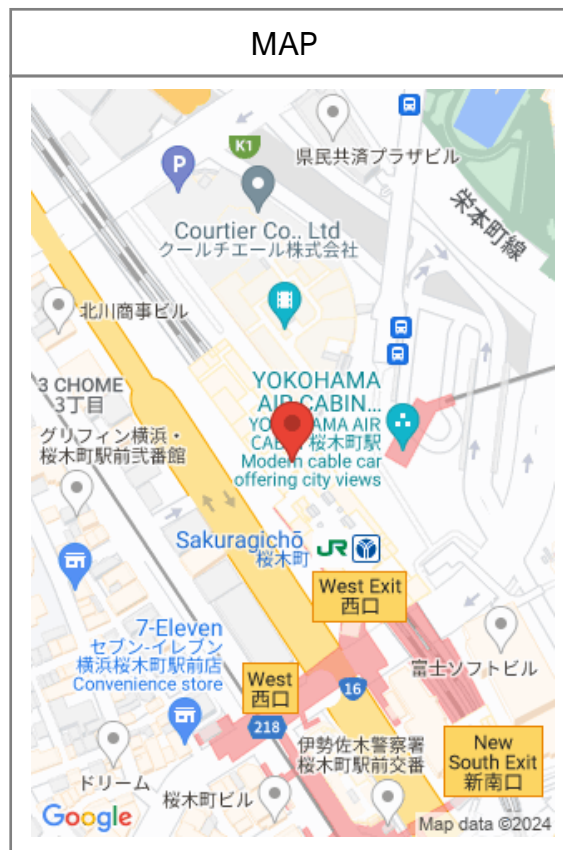 MAP
県民共済プラザビル
K1
P
栄本町線
Courtier Co., Ltd
クールチエール株式会社
北川商事ビル
3 CHOME
3丁目
YOKOHAMA
AIR CABIN...
YOKOHAMA AIR
CABIN 桜木町駅
Modern cable car
offering city views
グリフィン横浜・
桜木町駅前弐番館
Sakuragichō
桜木町
JR
West Exit
西口
7-Eleven
セブン-イレブン
横浜桜木町駅前店
Convenience store
富士ソフトビル
West
西口
16
218
New
South Exit
新南口
伊勢佐木警察署
桜木町駅前交番
ドリーム
桜木町ビル
Google
Map data ©2024